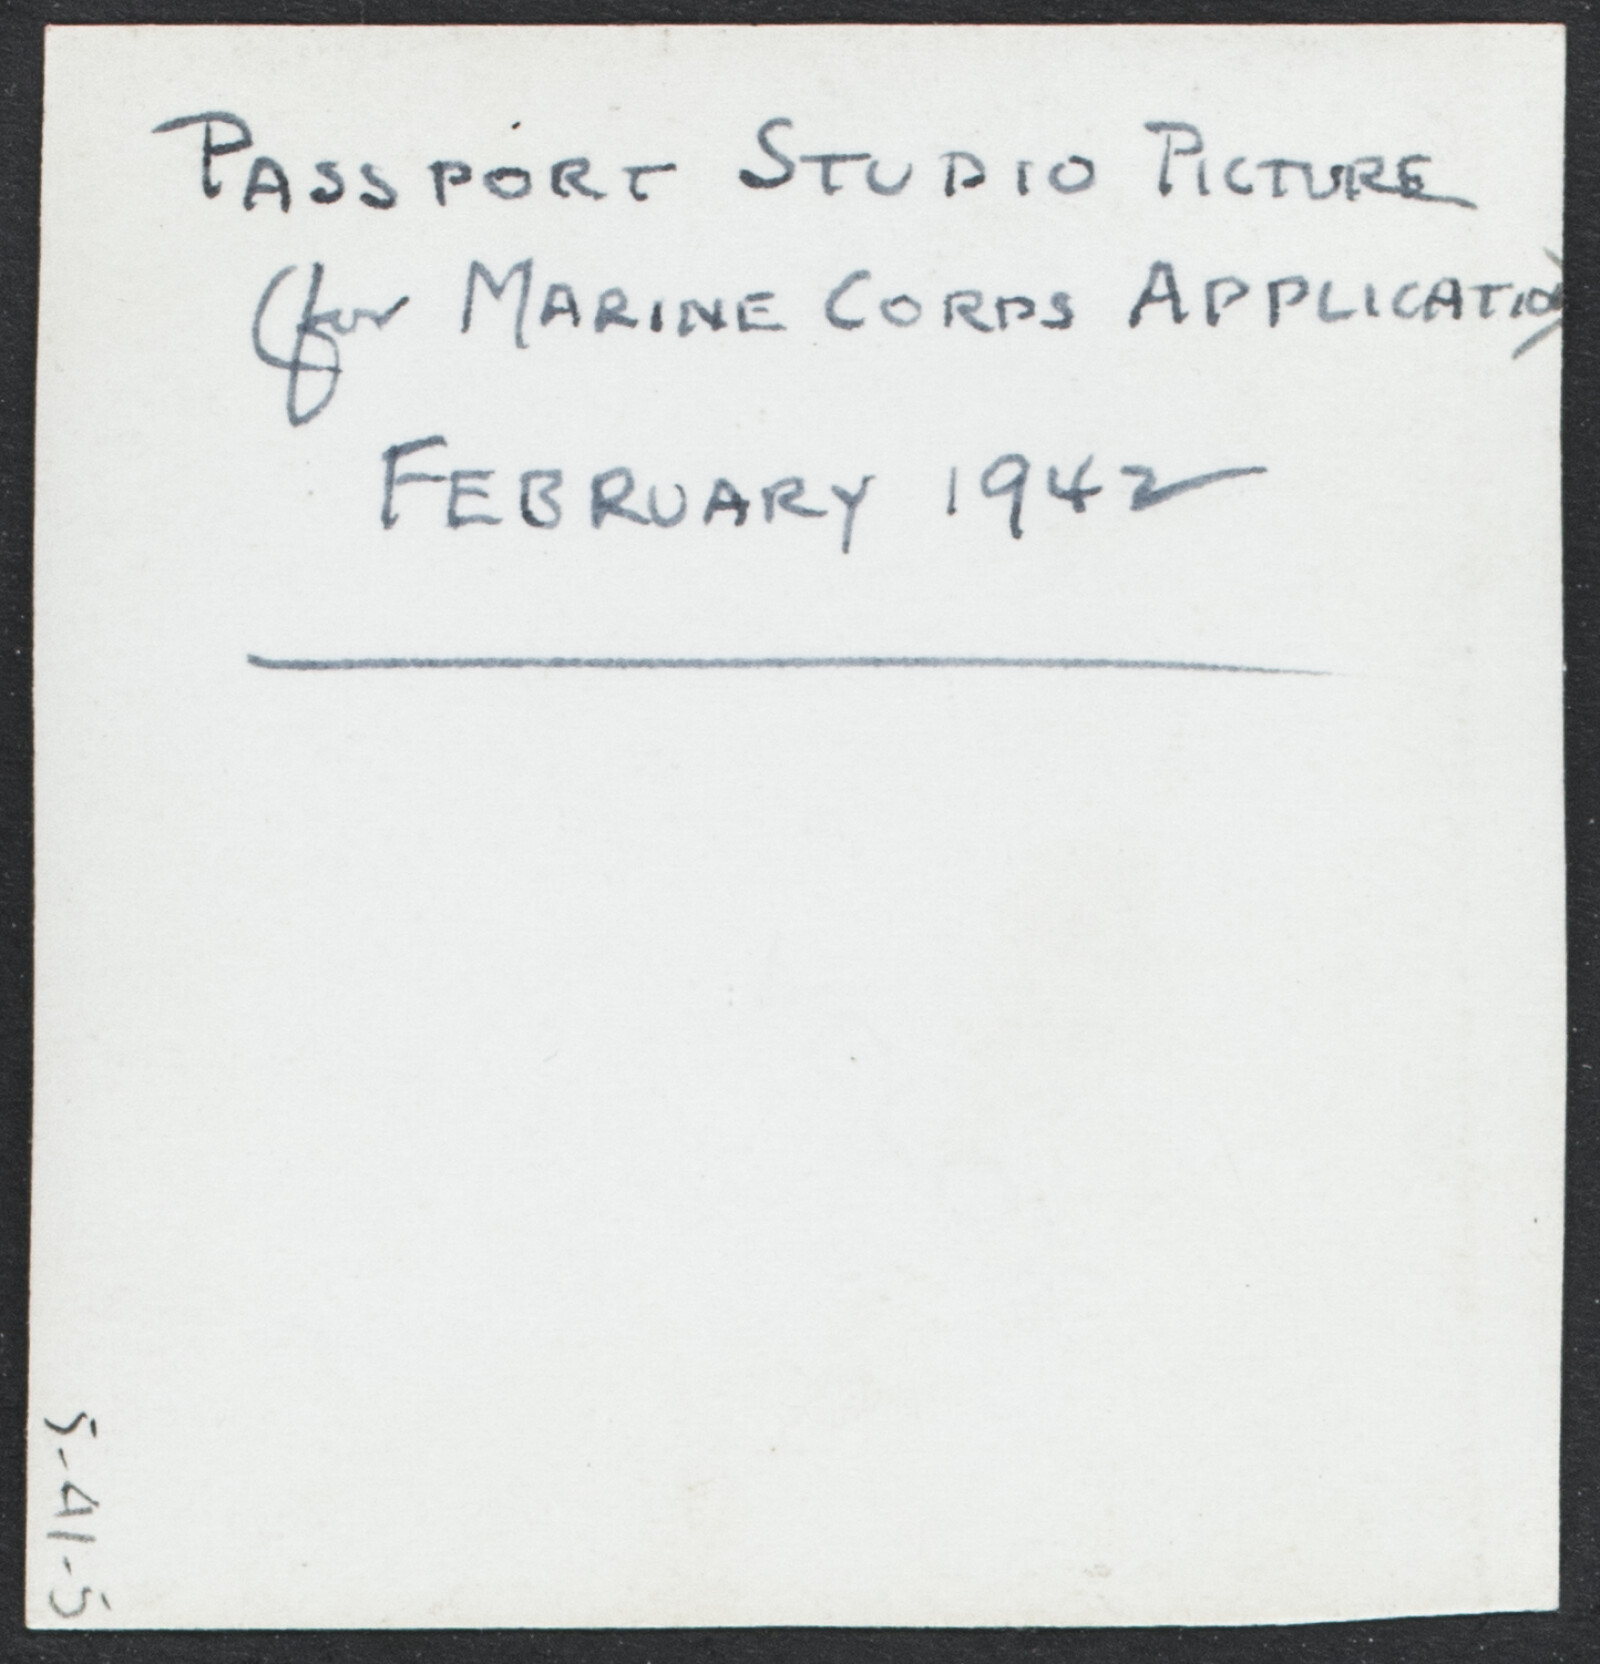 PASSPORT STUDIO PICTURE
(for MARINE CORPS APPLICATION)
FEBRUARY 1942
5-41-5